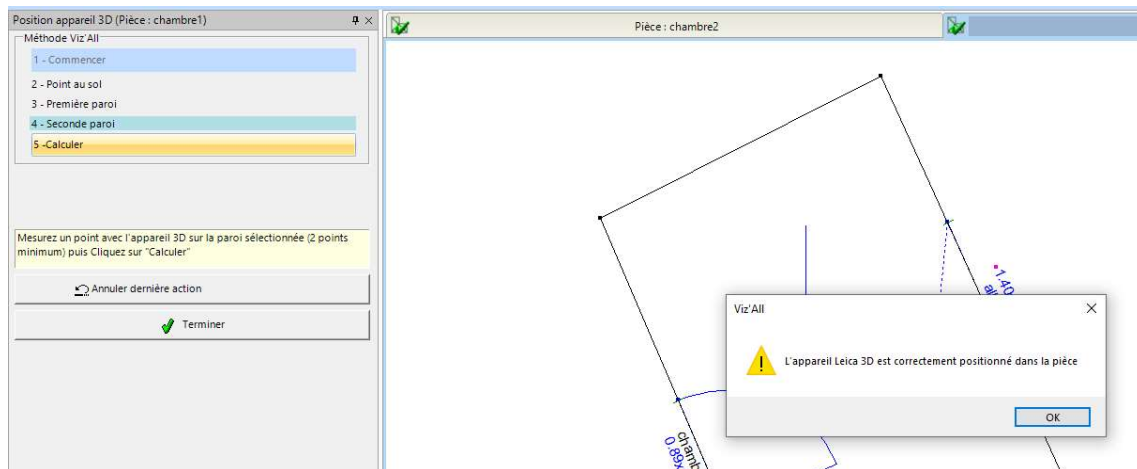 Position appareil 3D (Pièce : chambre1)
Méthode Viz'All
1 - Commencer
2 - Point au sol
3 - Première paroi
4 - Seconde paroi
5 -Calculer
Mesurez un point avec l'appareil 3D sur la paroi sélectionnée (2 points
minimum) puis Cliquez sur "Calculer"
Annuler dernière action
Terminer
Pièce : chambre2
1.40
Viz'All
L'appareil Leica 3D est correctement positionné dans la pièce
OK
chamb
0.89x